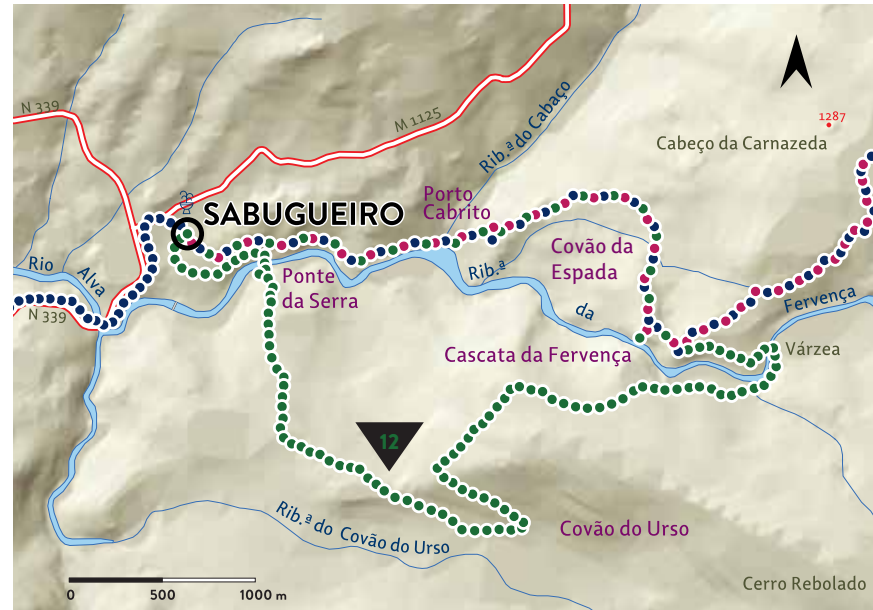 N 339
M 1125
Rib.ª do Cabaço
1287
Cabeço da Carnazeda
SABUGUEIRO
Porto
Cabrito
Rio Alva
Ponte
da Serra
Rib.ª da Fervença
Covão da
Espada
N 339
Cascata da Fervença
Várzea
12
Rib.ª do Covão do Urso
Covão do Urso
0 500 1000 m
Cerro Rebolado